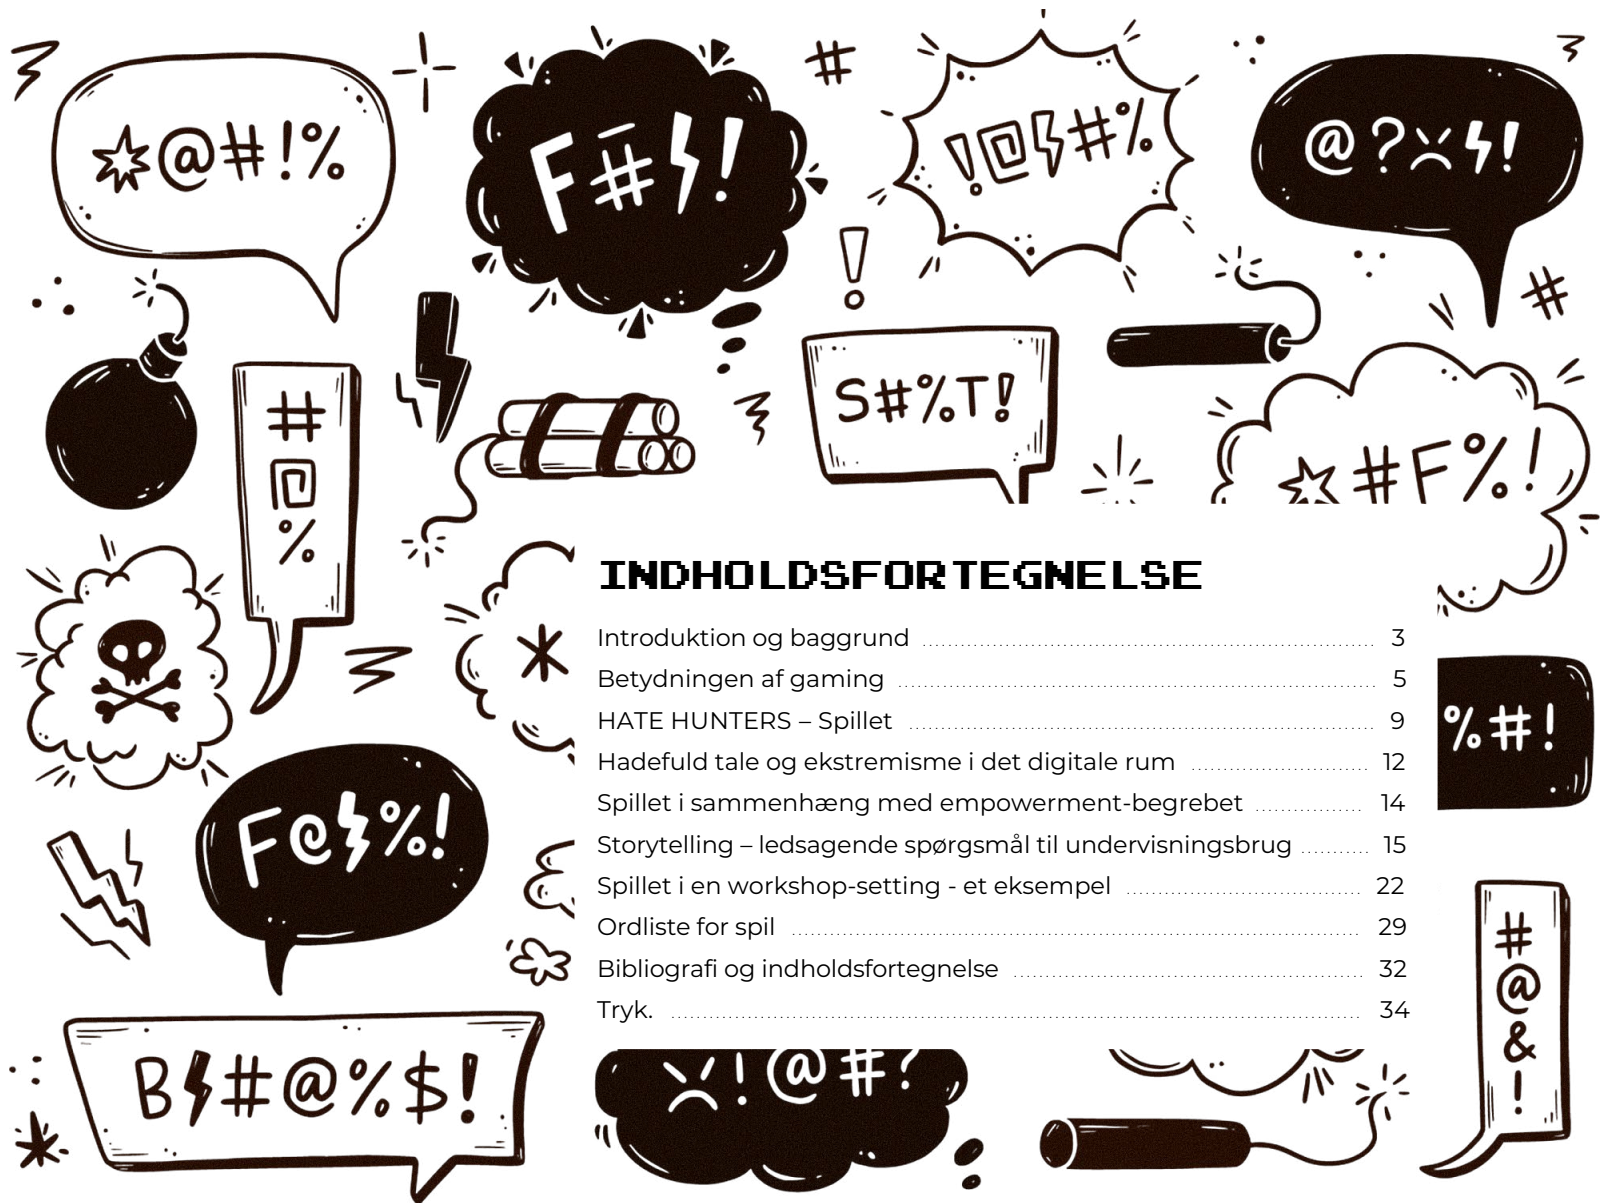 *@#!%
F#!
!@#%
@?!
#@%
S#%T!
*#F%!
INDHOLDSFORTEGNELSE
Introduktion og baggrund 3
Betydningen af gaming 5
HATE HUNTERS – Spillet 9
Hadefuld tale og ekstremisme i det digitale rum 12
Spillet i sammenhæng med empowerment-begrebet 14
Storytelling – ledsagende spørgsmål til undervisningsbrug 15
Spillet i en workshop-setting - et eksempel 22
Ordliste for spil 29
Bibliografi og indholdsfortegnelse 32
Tryk. 34
*
%#!
F@%!
#@&!
B#@%$!
!@#?